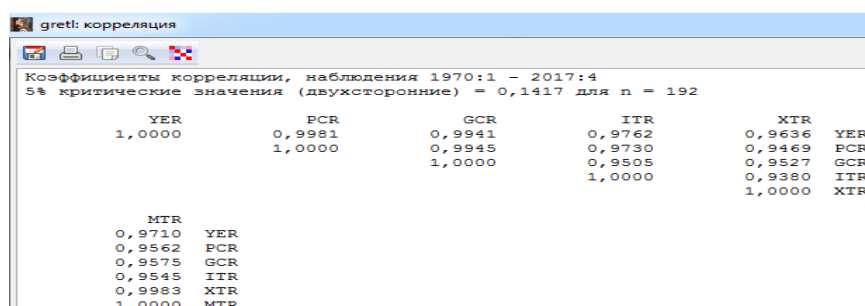 gretl: корреляция
Коэффициенты корреляции, наблюдения 1970:1 - 2017:4
5% критические значения (двухсторонние) = 0,1417 для n = 192
YER PCR GCR ITR XTR
1,0000 0,9981 0,9941 0,9762 0,9636 YER
1,0000 0,9945 0,9730 0,9469 PCR
1,0000 0,9505 0,9527 GCR
1,0000 0,9380 ITR
1,0000 XTR
MTR
0,9710 YER
0,9562 PCR
0,9575 GCR
0,9545 ITR
0,9983 XTR
1,0000 MTR